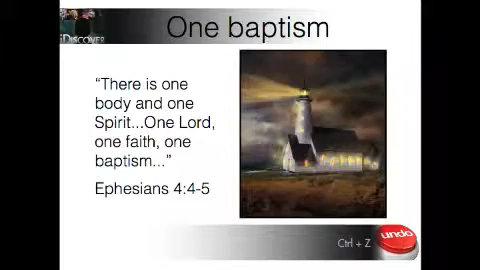 One baptism
iDISCOVER
“There is one
body and one
Spirit...One Lord,
one faith, one
baptism...”
Ephesians 4:4-5
Ctrl + Z
undo